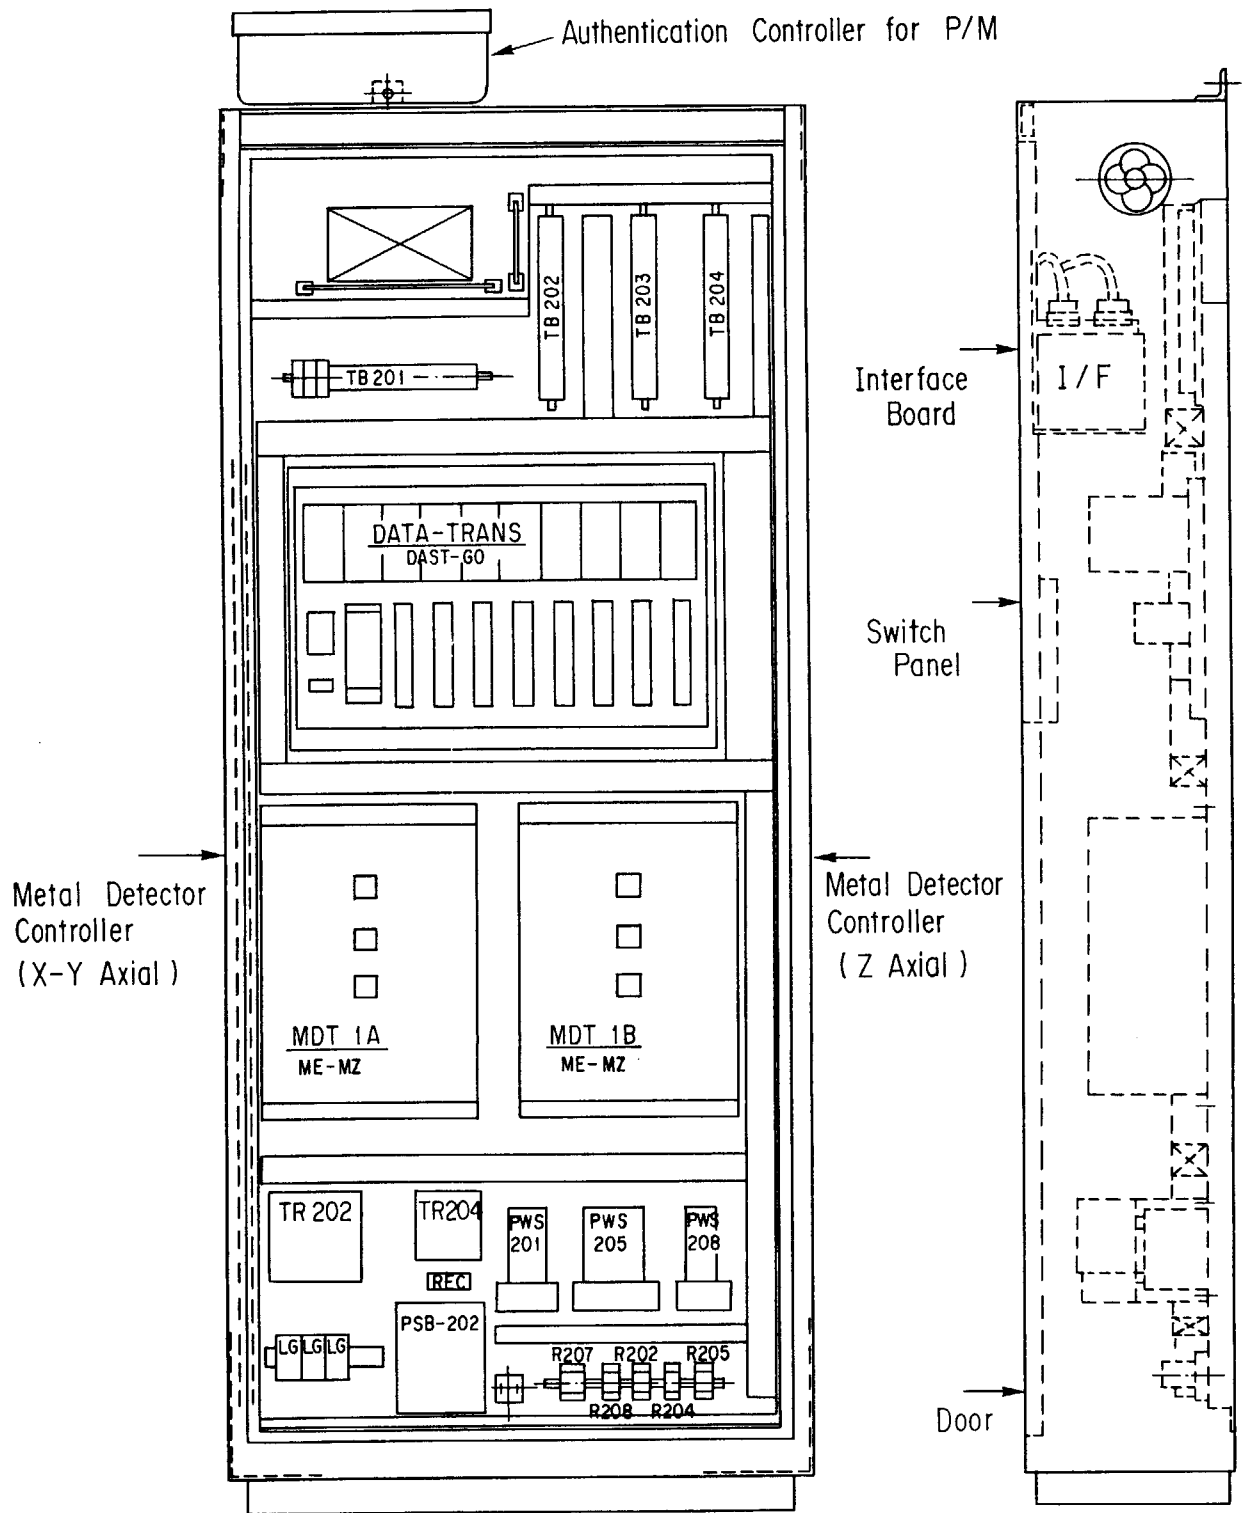 Authentication Controller for P/M
TB 202
TB 203
TB 204
TB 201
Interface
Board
I/F
DATA-TRANS
DAST-GO
Switch
Panel
Metal Detector
Controller
(X-Y Axial)
Metal Detector
Controller
(Z Axial)
MDT 1A
ME-MZ
MDT 1B
ME-MZ
TR 202
TR204
PWS
201
PWS
205
PWS
208
REC
PSB-202
LG LG LG
R207 R202 R205
R208 R204
Door